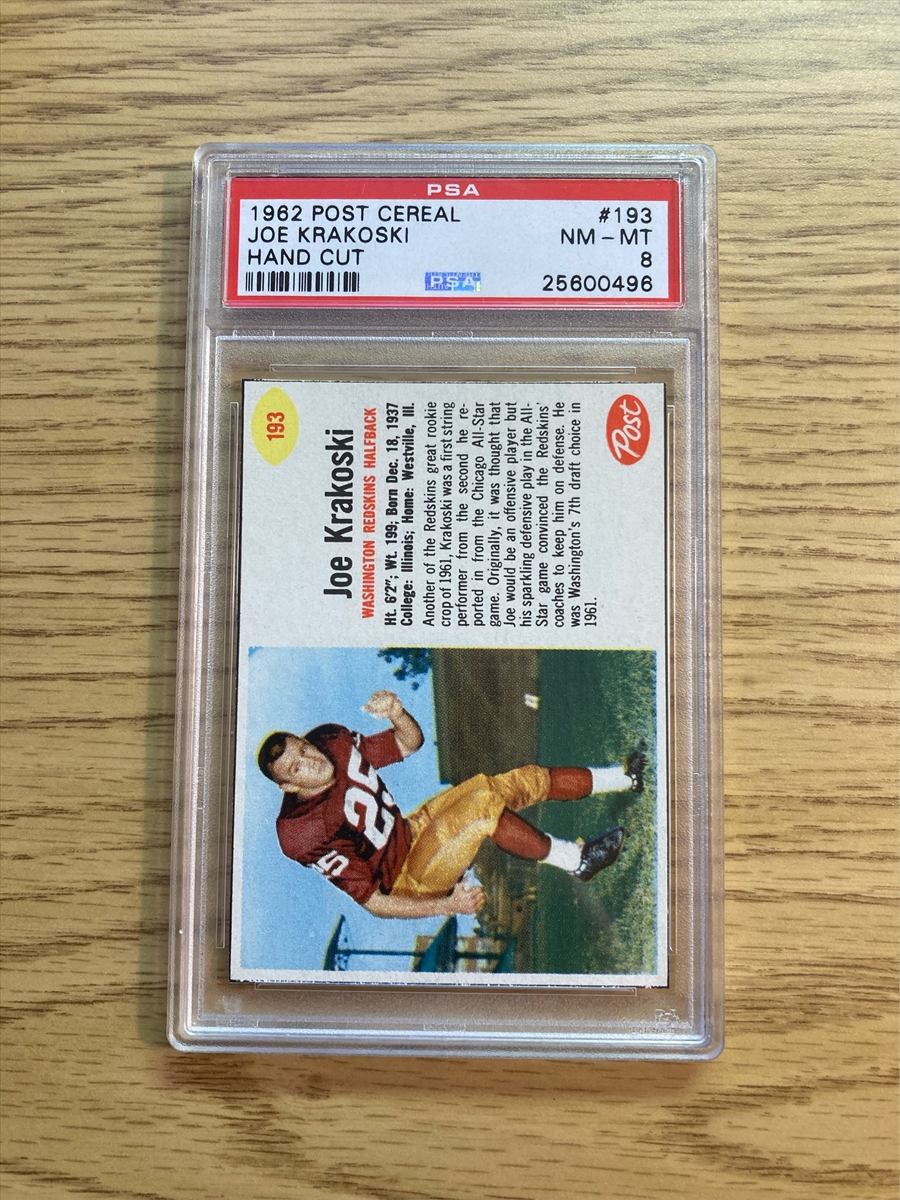 PSA
1962 POST CEREAL #193
JOE KRAKOSKI NM - MT
HAND CUT 8
PSA 25600496
193
Joe Krakoski
WASHINGTON REDSKINS HALFBACK
Ht. 6'2"; Wt. 199; Born Dec. 18, 1937
College: Illinois; Home: Westville, Ill.
Another of the Redskins great rookie
crop of 1961, Krakoski was a first string
performer from the second he re-
ported in from the Chicago All-Star
game. Originally, it was thought that
Joe would be an offensive player but
his sparkling defensive play in the All-
Star game convinced the Redskins'
coaches to keep him on defense. He
was Washington's 7th draft choice in
1961.
Post
25
25